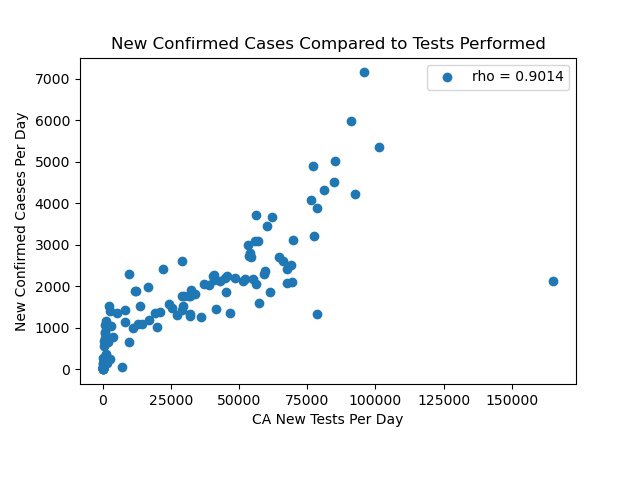 New Confirmed Cases Compared to Tests Performed
rho = 0.9014
New Confirmed Caeses Per Day
7000
6000
5000
4000
3000
2000
1000
0
0 25000 50000 75000 100000 125000 150000
CA New Tests Per Day